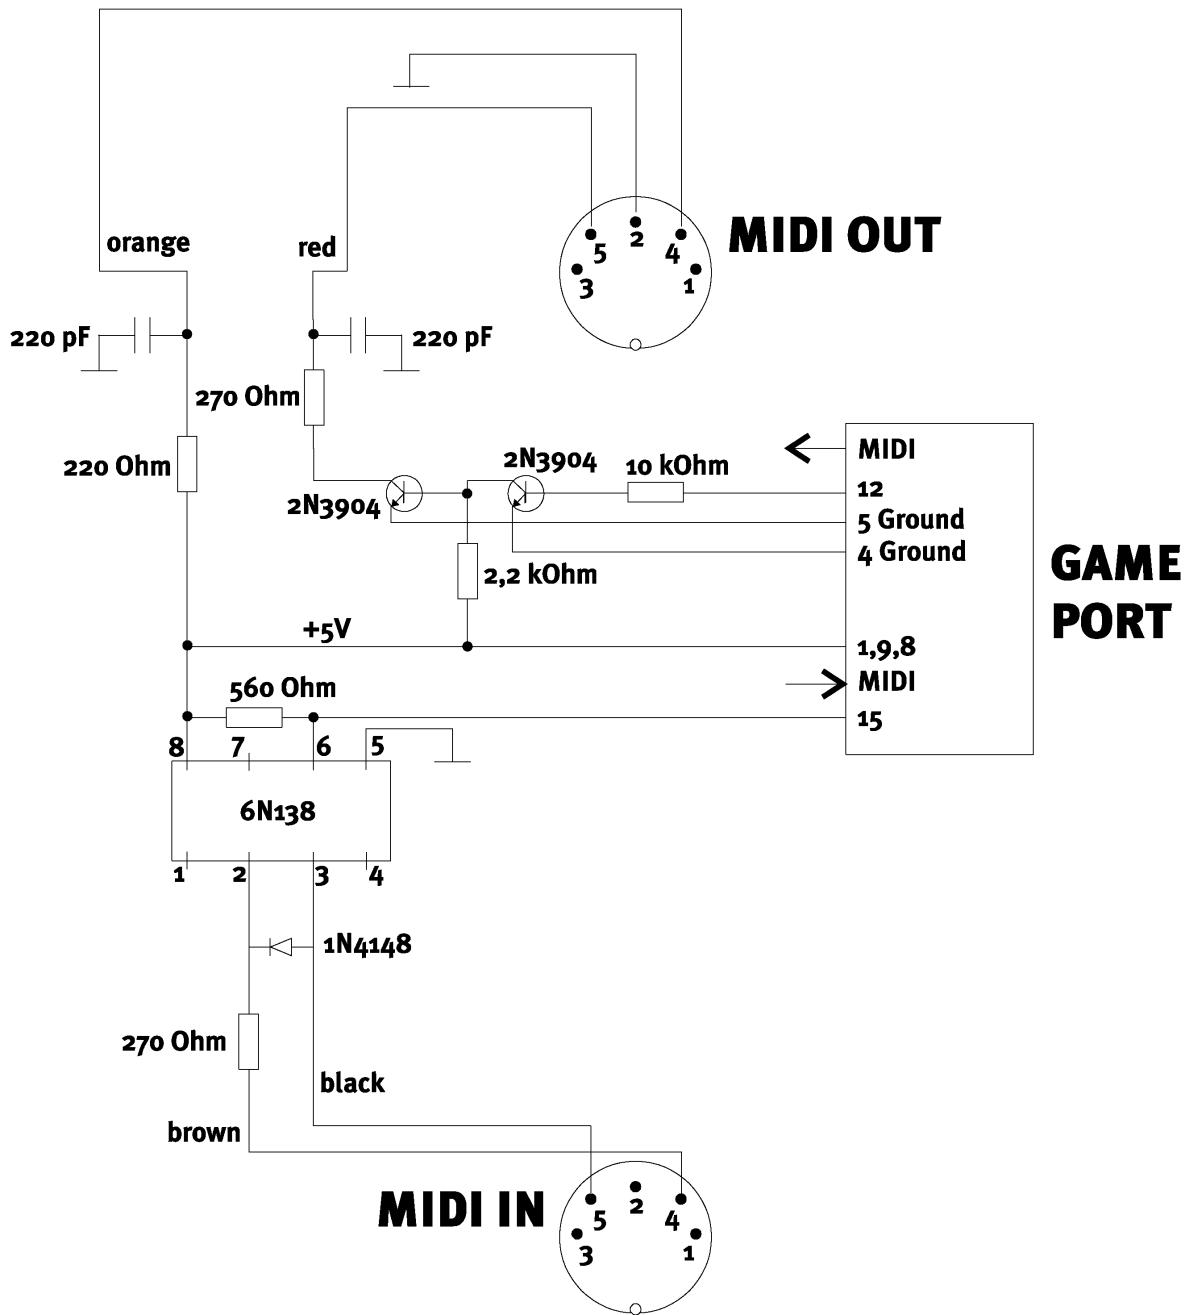 MIDI OUT
5
2
4
3
1
orange
red
220 pF
220 pF
270 Ohm
220 Ohm
2N3904
2N3904
10 kOhm
2,2 kOhm
MIDI
12
5 Ground
4 Ground
1,9,8
MIDI
15
GAME
PORT
+5V
560 Ohm
8
7
6
5
6N138
1
2
3
4
1N4148
270 Ohm
black
brown
MIDI IN
5
2
4
3
1